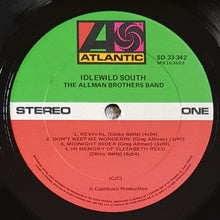 ATLANTIC
SD 33-342
IDLEWILD SOUTH
THE ALLMAN BROTHERS BAND
STEREO
ONE
1. REVIVAL (Dicky Betts) (4:04)
2. DON'T KEEP ME WONDERIN' (Greg Allman) (3:40)
3. MIDNIGHT RIDER (Greg Allman) (3:00)
4. IN MEMORY OF ELIZABETH REED
(Dicky Betts) (6:54)
(C/C)
A Capricorn Production